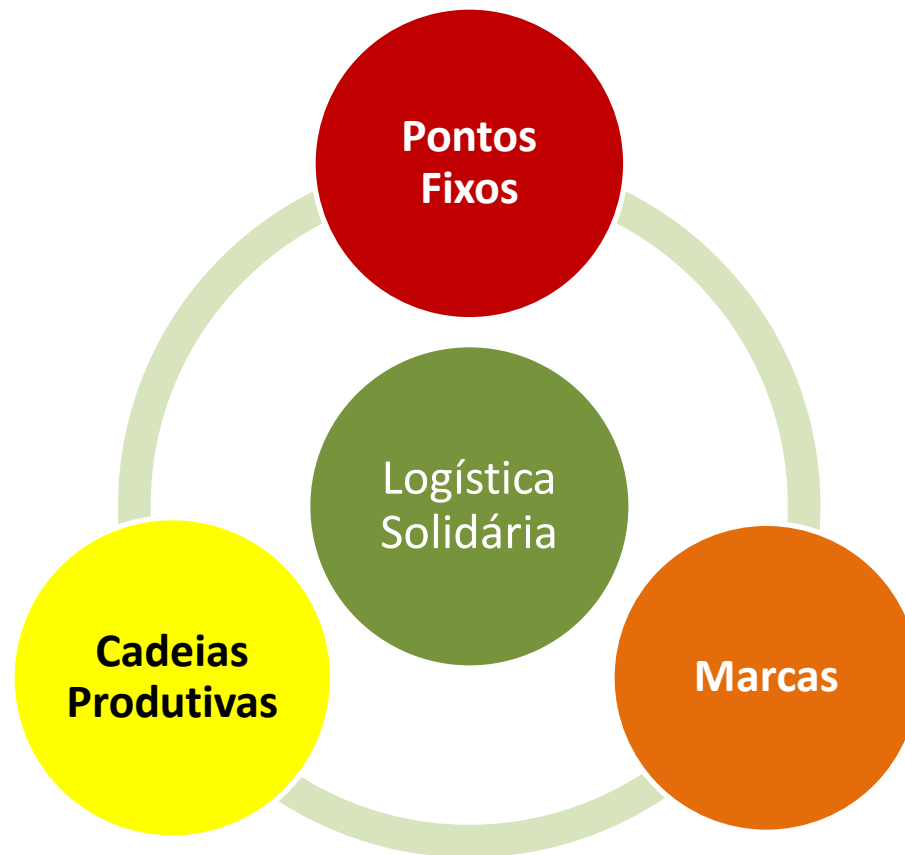 Pontos
Fixos
Logística
Solidária
Cadeias
Produtivas
Marcas